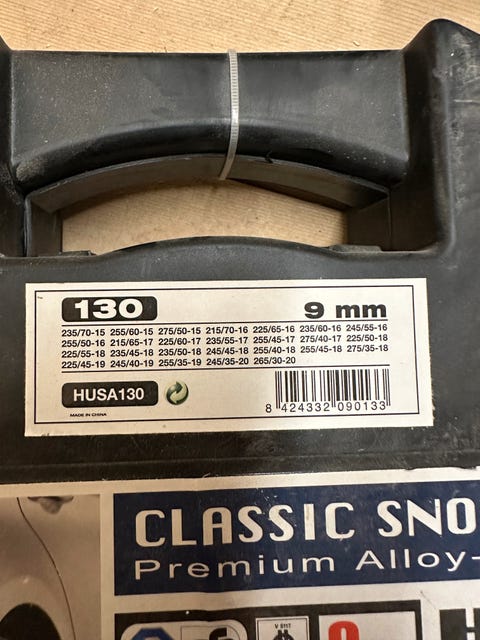 130 9 mm
235/70-15 255/60-15 275/50-15 215/70-16 225/65-16 235/60-16 245/55-16
255/50-16 215/65-17 225/60-17 235/55-17 255/45-17 275/40-17 225/50-18
225/55-18 235/45-18 235/50-18 245/45-18 255/40-18 255/45-18 275/35-18
225/45-19 245/40-19 255/35-19 245/35-20 265/30-20
HUSA130
MADE IN CHINA
8 424332 090133
CLASSIC SNO
Premium Alloy-
V 5117